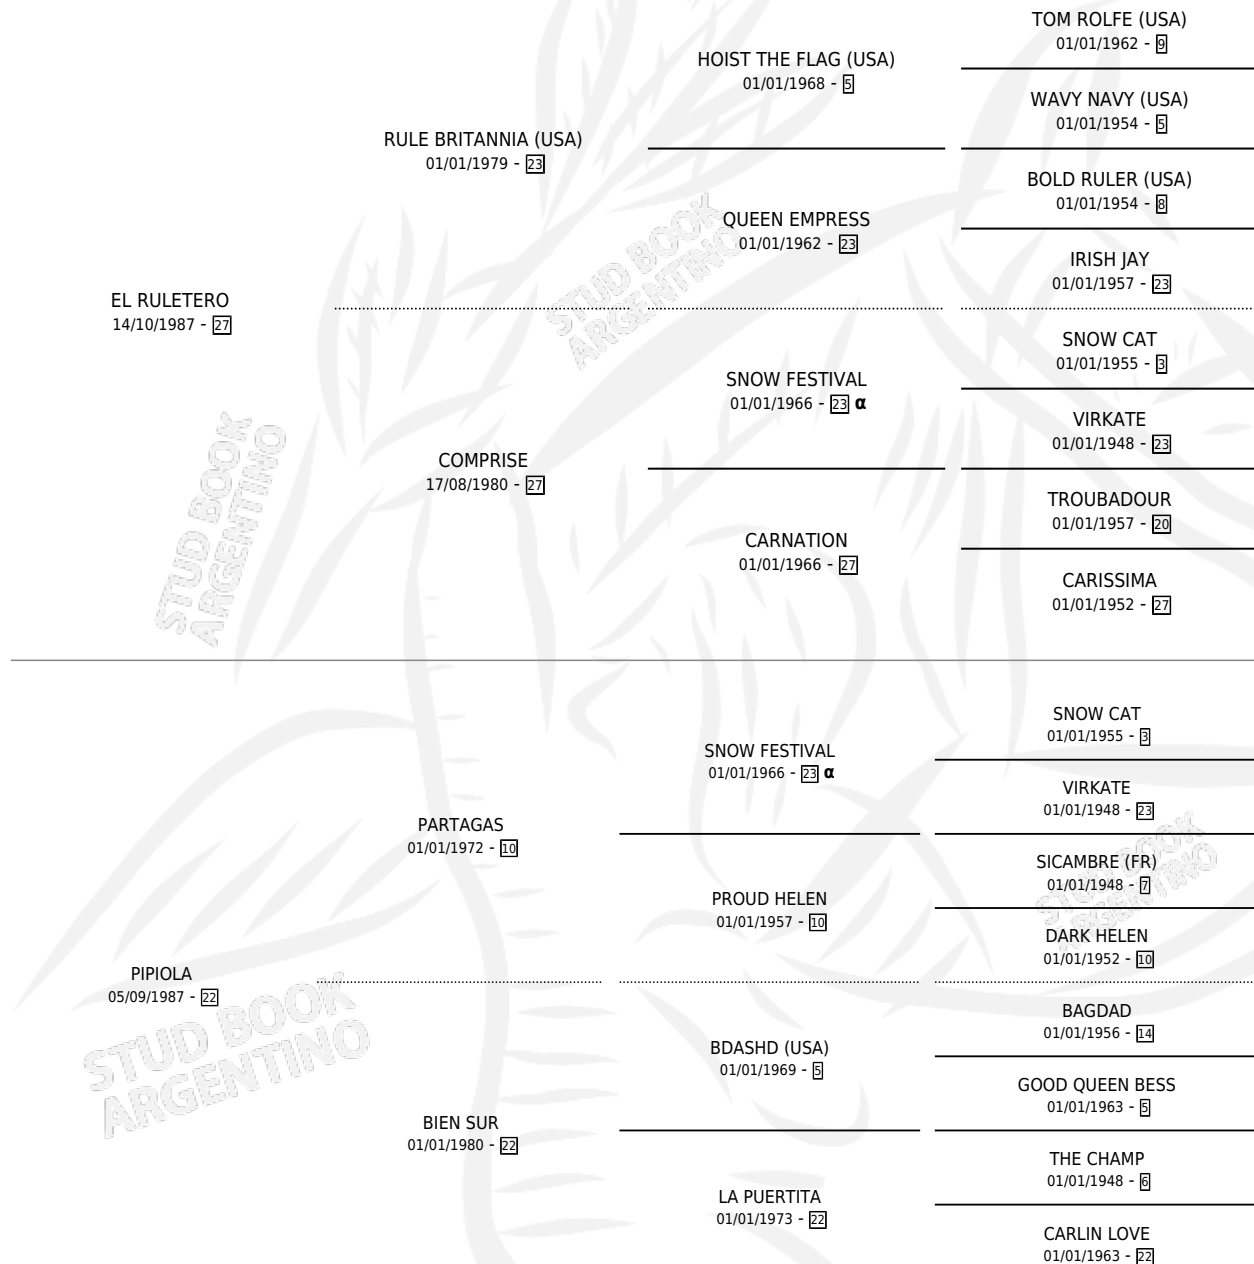 TOM ROLFE (USA)
01/01/1962 - 9
HOIST THE FLAG (USA)
01/01/1968 - 5
WAVY NAVY (USA)
01/01/1954 - 5
RULE BRITANNIA (USA)
01/01/1979 - 23
BOLD RULER (USA)
01/01/1954 - 8
QUEEN EMPRESS
01/01/1962 - 23
IRISH JAY
01/01/1957 - 23
EL RULETERO
14/10/1987 - 27
SNOW CAT
01/01/1955 - 3
SNOW FESTIVAL
01/01/1966 - 23 α
VIRKATE
01/01/1948 - 23
COMPRISE
17/08/1980 - 27
TROUBADOUR
01/01/1957 - 20
CARNATION
01/01/1966 - 27
CARISSIMA
01/01/1952 - 27
STUD BOOK
ARGENTINO
STUD BOOK
ARGENTINO
SNOW CAT
01/01/1955 - 3
SNOW FESTIVAL
01/01/1966 - 23 α
VIRKATE
01/01/1948 - 23
PARTAGAS
01/01/1972 - 10
SICAMBRE (FR)
01/01/1948 - 7
PROUD HELEN
01/01/1957 - 10
DARK HELEN
01/01/1952 - 10
PIPIOLA
05/09/1987 - 22
BAGDAD
01/01/1956 - 14
BDASHD (USA)
01/01/1969 - 5
GOOD QUEEN BESS
01/01/1963 - 5
BIEN SUR
01/01/1980 - 22
THE CHAMP
01/01/1948 - 6
LA PUERTITA
01/01/1973 - 22
CARLIN LOVE
01/01/1963 - 22
STUD BOOK
ARGENTINO
STUD BOOK
ARGENTINO